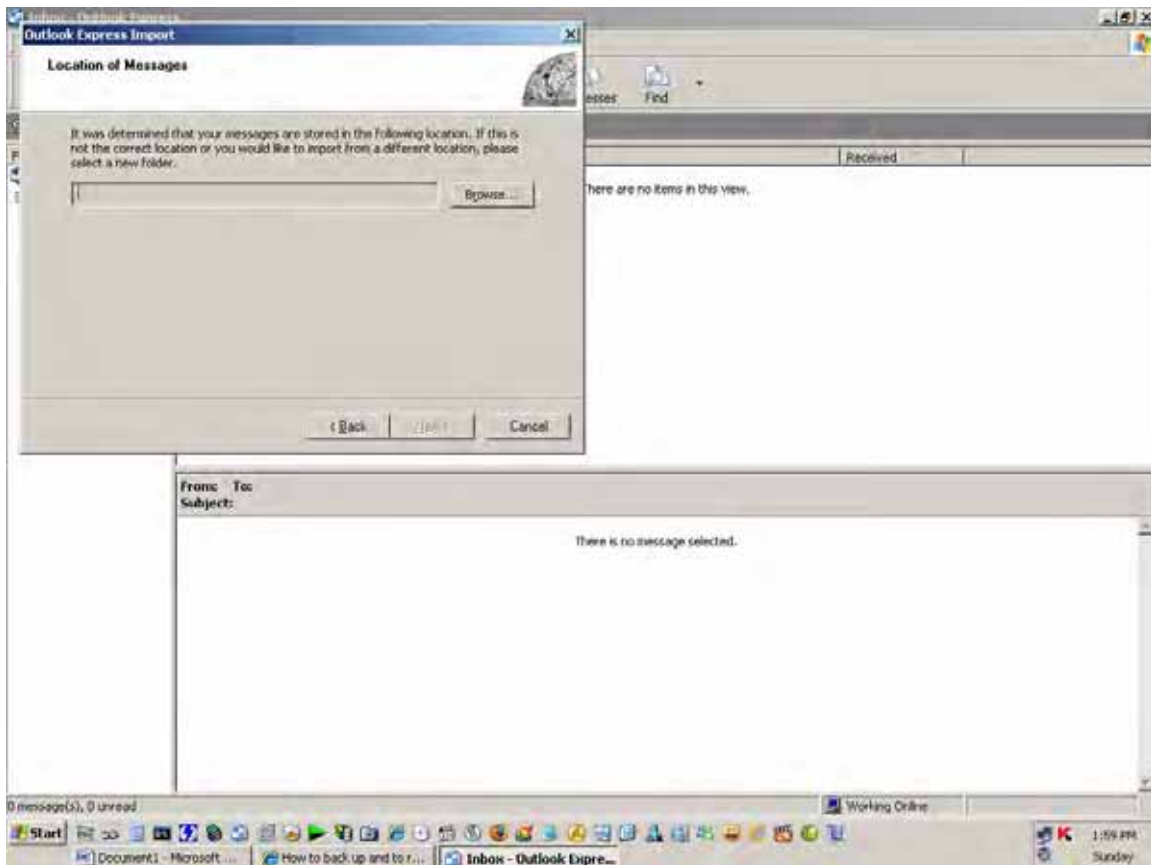 Inbox - Outlook Express
Outlook Express Import
Location of Messages
It was determined that your messages are stored in the following location. If this is
not the correct location or you would like to import from a different location, please
select a new folder.
Browse...
< Back
Cancel
Find
Received
There are no items in this view.
From: To:
Subject:
There is no message selected.
0 message(s), 0 unread
Working Online
Start
1:59 PM
Document1 - Microsoft ...
How to back up and to r...
Inbox - Outlook Expre...
Sunday